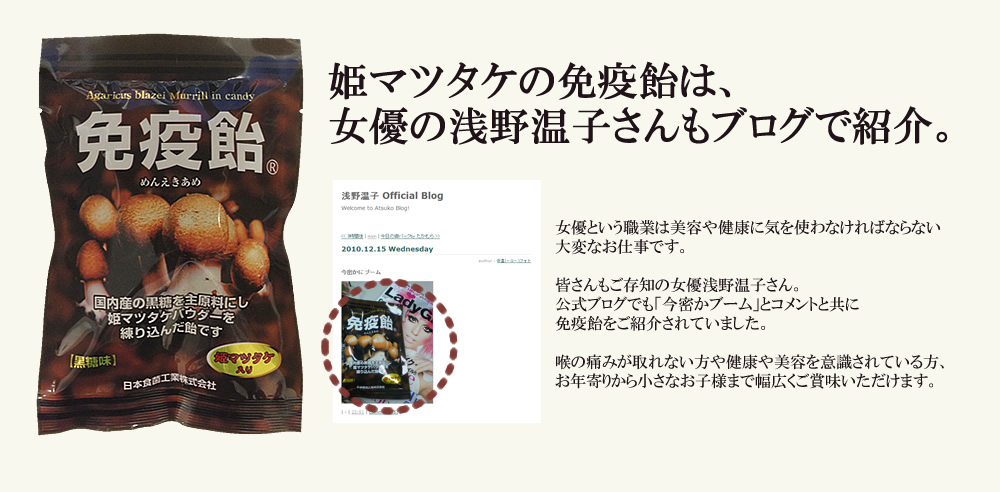 Agaricus blazei Murrill in candy
免疫飴®
めんえきあめ
国内産の黒糖を主原料にし
姫マツタケパウダーを
練り込んだ飴です
【黒糖味】
姫マツタケ
入り
日本食菌工業株式会社
姫マツタケの免疫飴は、
女優の浅野温子さんもブログで紹介。
浅野温子 Official Blog
Welcome to Atsuko Blog!
2010.12.15 Wednesday
今密かにブーム
LadyG
免疫飴
女優という職業は美容や健康に気を使わなければならない
大変なお仕事です。
皆さんもご存知の女優浅野温子さん。
公式ブログでも「今密かブーム」とコメントと共に
免疫飴をご紹介されていました。
喉の痛みが取れない方や健康や美容を意識されている方、
お年寄りから小さなお子様まで幅広くご賞味いただけます。